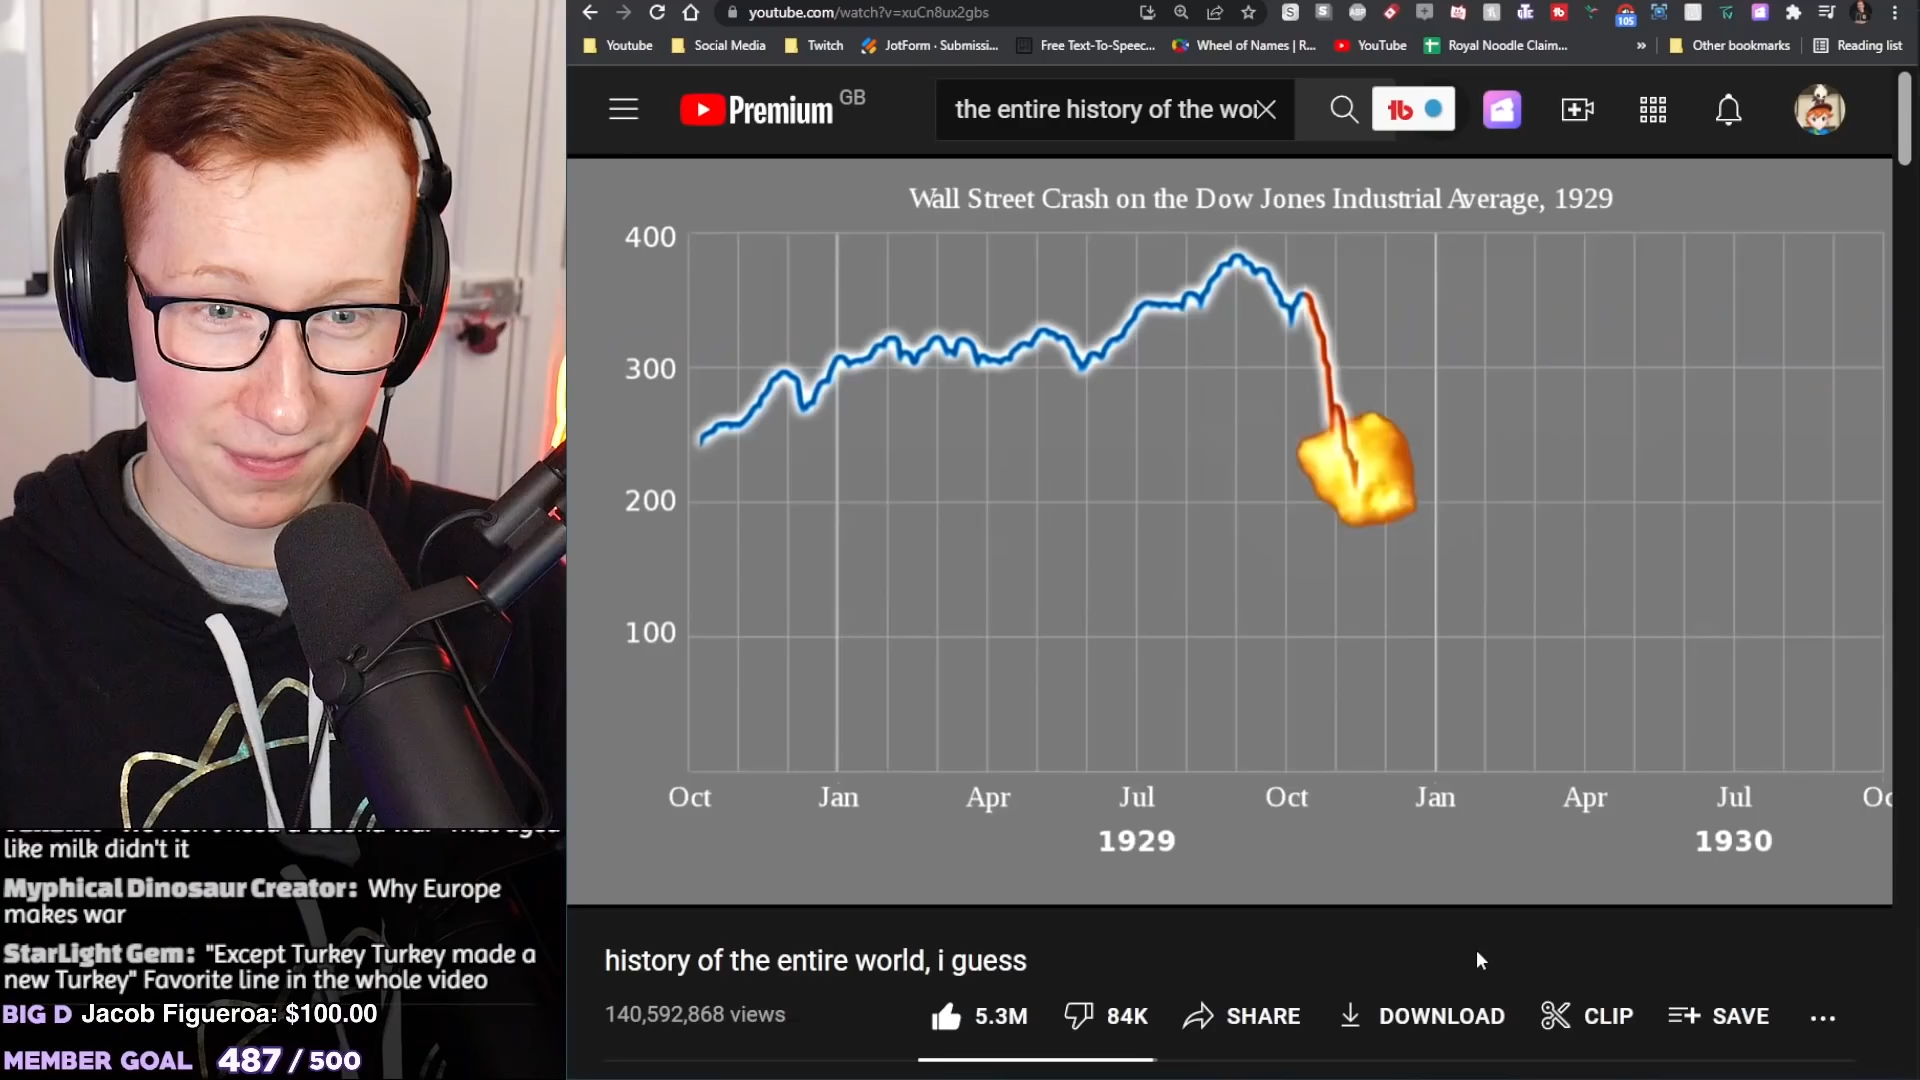 youtube.com/watch?v=xuCn8ux2gbs
105
Youtube
Social Media
Twitch
JotForm · Submissi...
Free Text-To-Speec...
Wheel of Names | R...
YouTube
Royal Noodle Claim...
»
Other bookmarks
Reading list
Premium
GB
the entire history of the wor
Wall Street Crash on the Dow Jones Industrial Average, 1929
400
300
200
100
Oct
Jan
Apr
Jul
Oct
Jan
Apr
Jul
Oc
1929
1930
like milk didn't it
Myphical Dinosaur Creator: Why Europe
makes war
StarLight Gem: "Except Turkey Turkey made a
new Turkey" Favorite line in the whole video
BIG D Jacob Figueroa: $100.00
MEMBER GOAL 487 / 500
history of the entire world, i guess
140,592,868 views
5.3M
84K
SHARE
DOWNLOAD
CLIP
SAVE